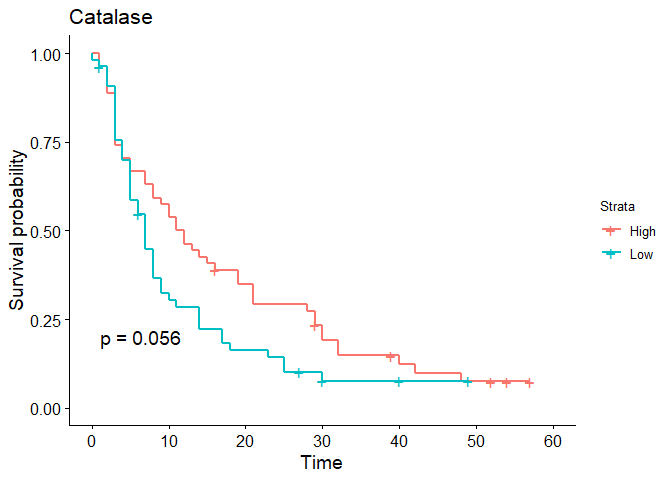 Catalase
Survival probability
1.00
0.75
0.50
0.25
0.00
p = 0.056
0 10 20 30 40 50 60
Time
Strata
High
Low